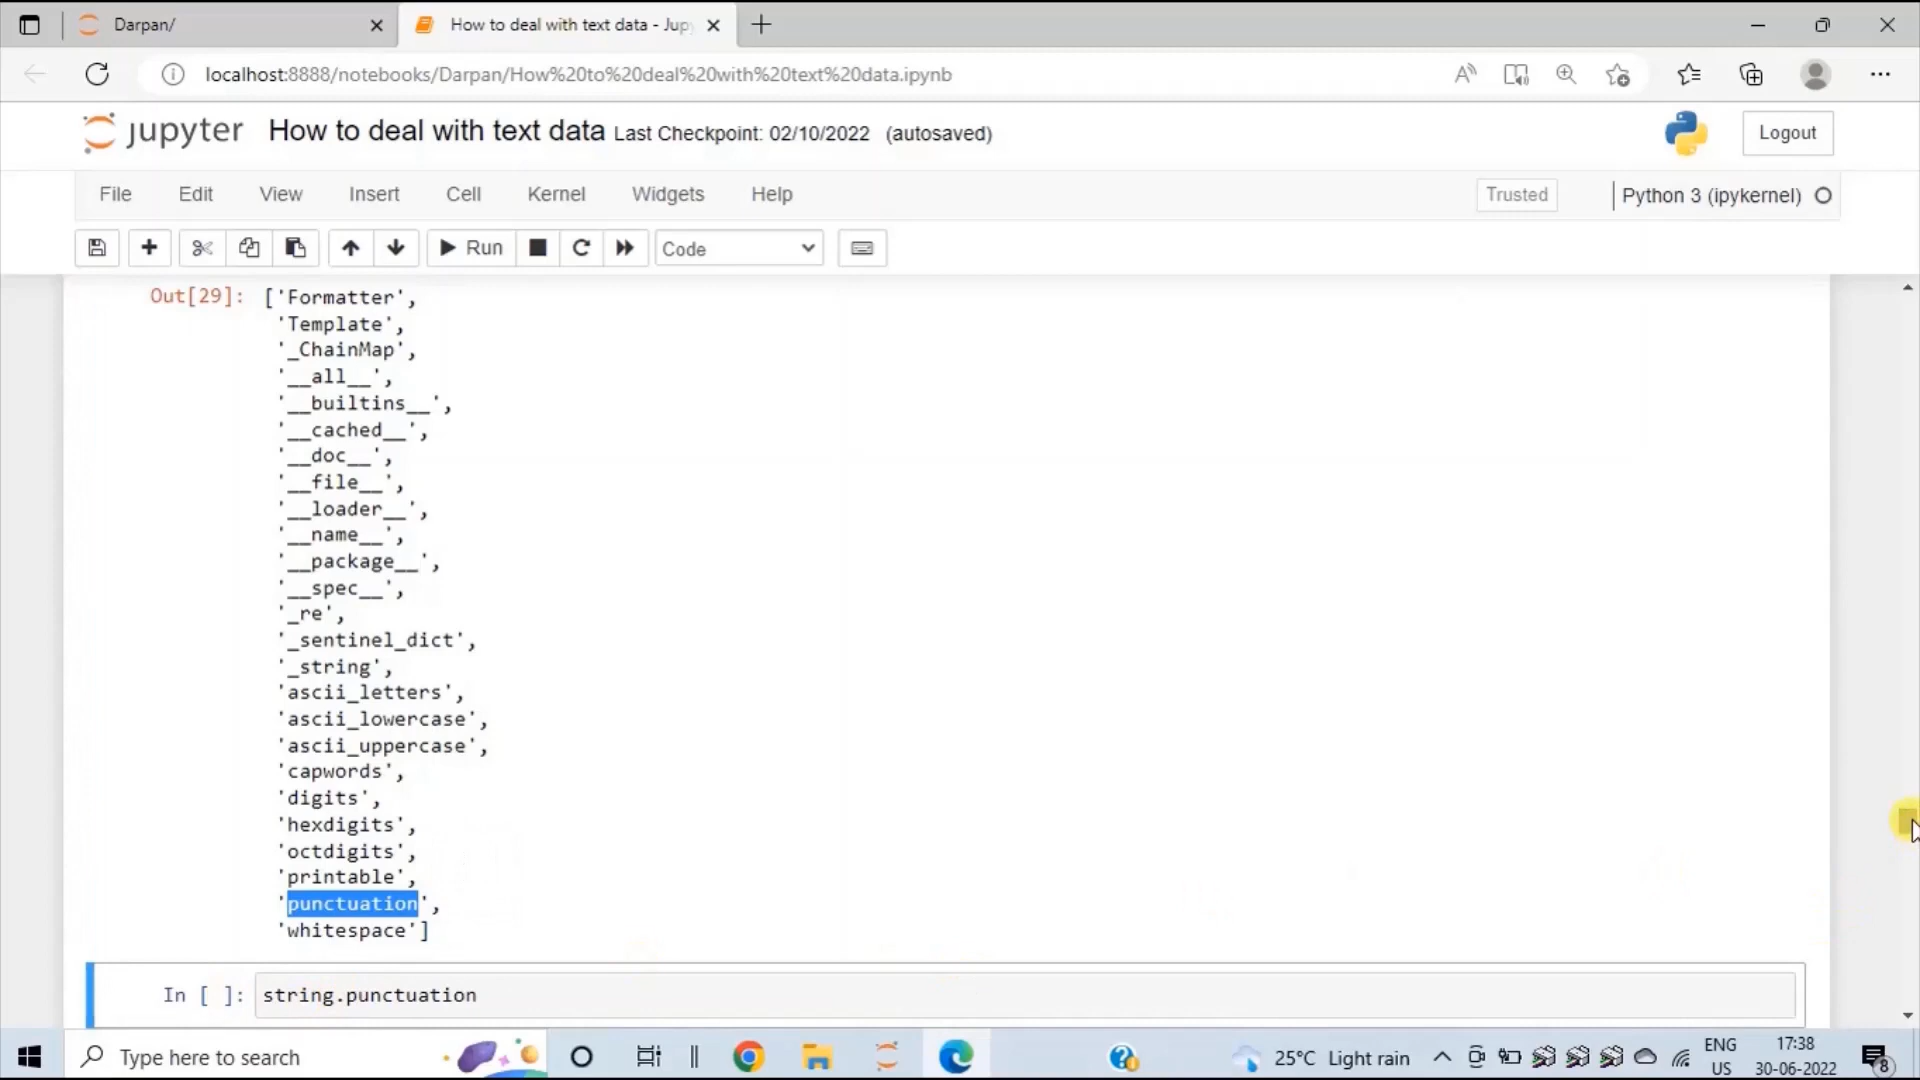 Darpan/
How to deal with text data - Jup
localhost:8888/notebooks/Darpan/How%20to%20deal%20with%20text%20data.ipynb
jupyter How to deal with text data Last Checkpoint: 02/10/2022 (autosaved)
Logout
File Edit View Insert Cell Kernel Widgets Help
Trusted
Python 3 (ipykernel)
Run
Code
Out[29]: ['Formatter',
'Template',
'_ChainMap',
'__all__',
'__builtins__',
'__cached__',
'__doc__',
'__file__',
'__loader__',
'__name__',
'__package__',
'__spec__',
'_re',
'_sentinel_dict',
'_string',
'ascii_letters',
'ascii_lowercase',
'ascii_uppercase',
'capwords',
'digits',
'hexdigits',
'octdigits',
'printable',
'punctuation',
'whitespace']
In [ ]: string.punctuation
Type here to search
25°C Light rain
ENG
US
17:38
30-06-2022
8